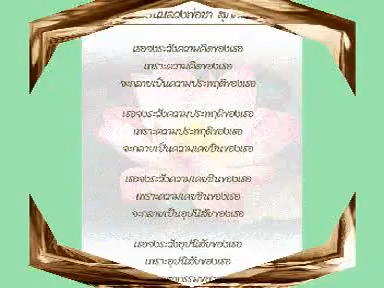 หลวงพ่อชา สุภ
เธอจงระวังความคิดของเธอ
เพราะความคิดของเธอ
จะกลายเป็นความประพฤติของเธอ
เธอจงระวังความประพฤติของเธอ
เพราะความประพฤติของเธอ
จะกลายเป็นความเคยชินของเธอ
เธอจงระวังความเคยชินของเธอ
เพราะความเคยชินของเธอ
จะกลายเป็นอุปนิสัยของเธอ
เธอจงระวังอุปนิสัยของเธอ
เพราะอุปนิสัยของเธอ